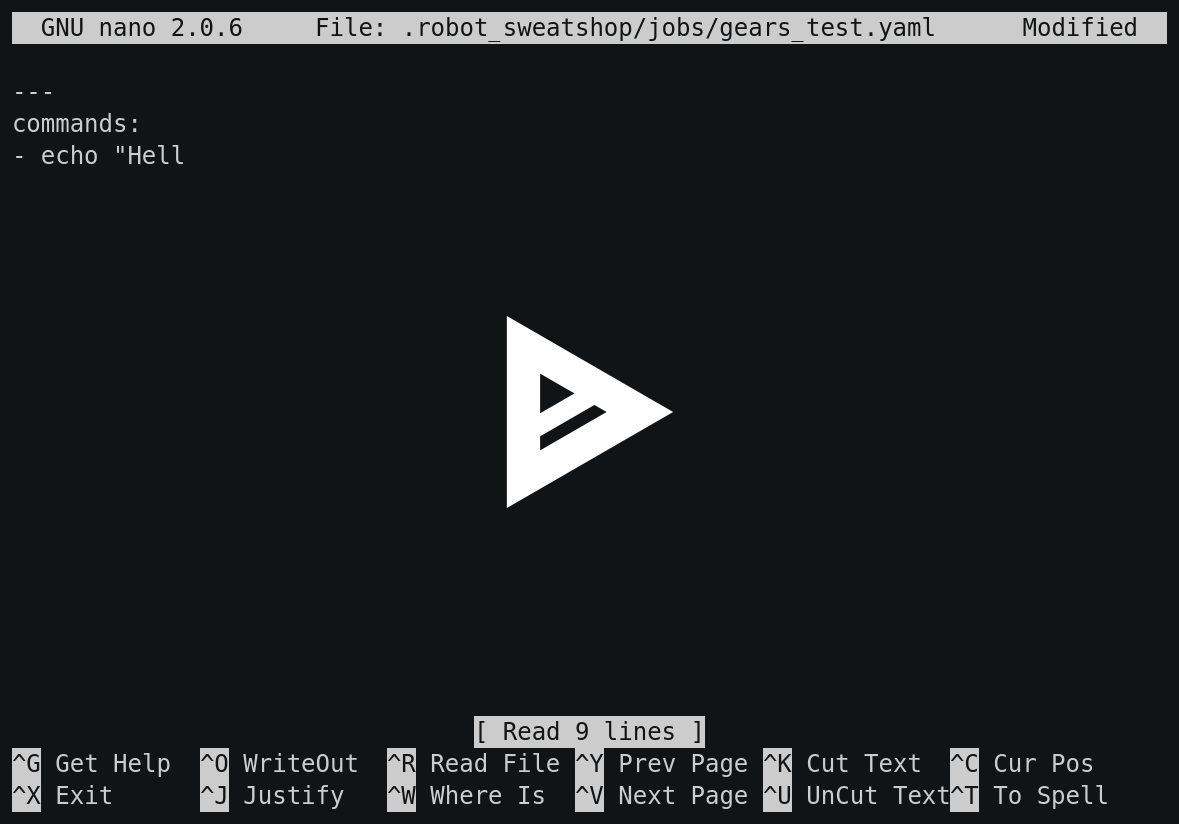 GNU nano 2.0.6 File: .robot_sweatshop/jobs/gears_test.yaml Modified
---
commands:
- echo "Hell
[ Read 9 lines ]
^G Get Help ^O WriteOut ^R Read File ^Y Prev Page ^K Cut Text ^C Cur Pos
^X Exit ^J Justify ^W Where Is ^V Next Page ^U UnCut Text^T To Spell